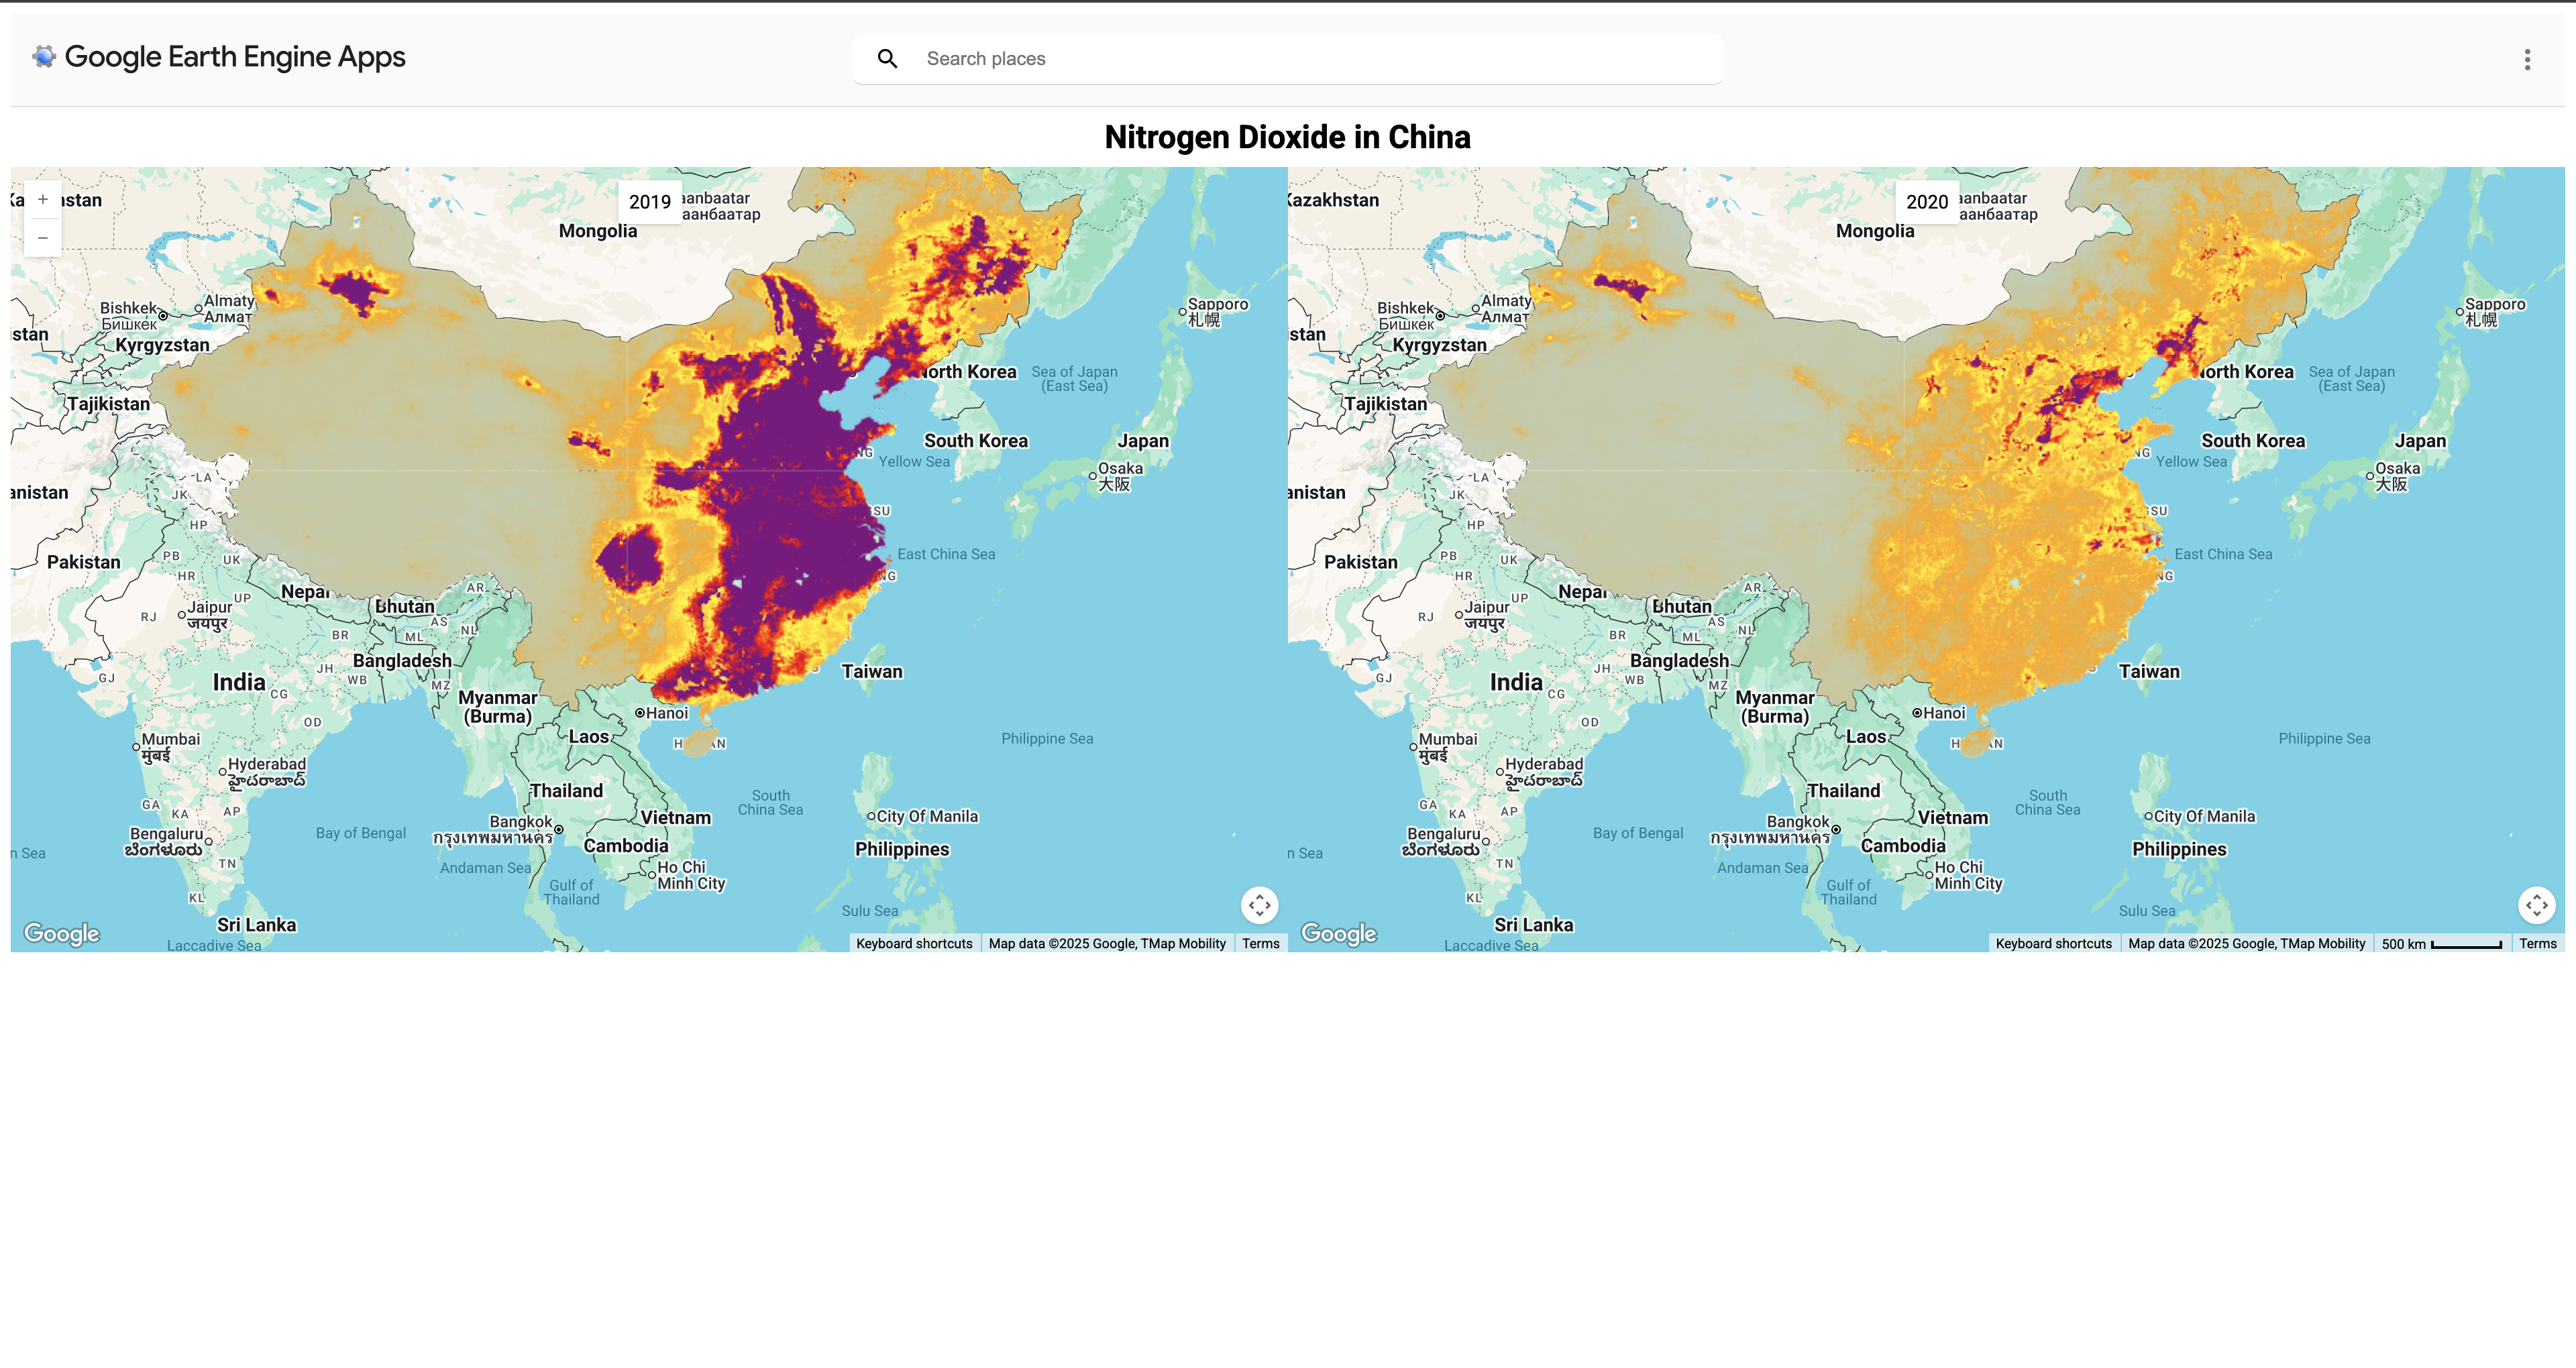 Google Earth Engine Apps
Search places
Nitrogen Dioxide in China
2019
Mongolia
Bishkek
Бишкек
Almaty
Алмат
Kyrgyzstan
Tajikistan
North Korea
South Korea
Japan
Sapporo
札幌
Osaka
大阪
Sea of Japan
(East Sea)
Yellow Sea
East China Sea
LA
JK
HP
PB
UK
HR
UP
RJ
Jaipur
जयपुर
Pakistan
Nepal
Bhutan
AR
AS
NL
ML
BR
Bangladesh
JH
WB
MZ
GJ
India
CG
OD
Myanmar
(Burma)
Hanoi
Laos
Taiwan
Philippine Sea
Mumbai
मुंबई
Hyderabad
హైదరాబాద్
Thailand
South
China Sea
Vietnam
GA
KA
AP
Bengaluru
ಬೆಂಗಳೂರು
Bay of Bengal
Bangkok
กรุงเทพมหานคร
Cambodia
City Of Manila
Philippines
TN
Andaman Sea
Gulf of
Thailand
Ho Chi
Minh City
KL
Sri Lanka
Laccadive Sea
Sulu Sea
Google
Keyboard shortcuts
Map data ©2025 Google, TMap Mobility
Terms
2020
Kazakhstan
Mongolia
Bishkek
Бишкек
Almaty
Алмат
Kyrgyzstan
Tajikistan
North Korea
South Korea
Japan
Sapporo
札幌
Osaka
大阪
Sea of Japan
(East Sea)
Yellow Sea
East China Sea
LA
JK
HP
PB
UK
HR
UP
RJ
Jaipur
जयपुर
Pakistan
Nepal
Bhutan
AR
AS
NL
ML
BR
Bangladesh
JH
WB
MZ
GJ
India
CG
OD
Myanmar
(Burma)
Hanoi
Laos
Taiwan
Philippine Sea
Mumbai
मुंबई
Hyderabad
హైదరాబాద్
Thailand
South
China Sea
Vietnam
GA
KA
AP
Bengaluru
ಬೆಂಗಳೂರು
Bay of Bengal
Bangkok
กรุงเทพมหานคร
Cambodia
City Of Manila
Philippines
TN
Andaman Sea
Gulf of
Thailand
Ho Chi
Minh City
KL
Sri Lanka
Laccadive Sea
Sulu Sea
Google
Keyboard shortcuts
Map data ©2025 Google, TMap Mobility
500 km
Terms